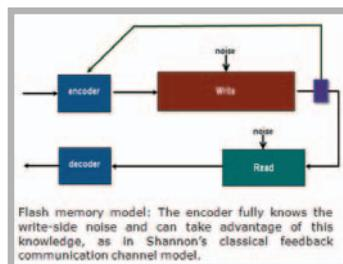 noise
encoder
Write
noise
decoder
Read
Flash memory model: The encoder fully knows the
write-side noise and can take advantage of this
knowledge, as in Shannon's classical feedback
communication channel model.